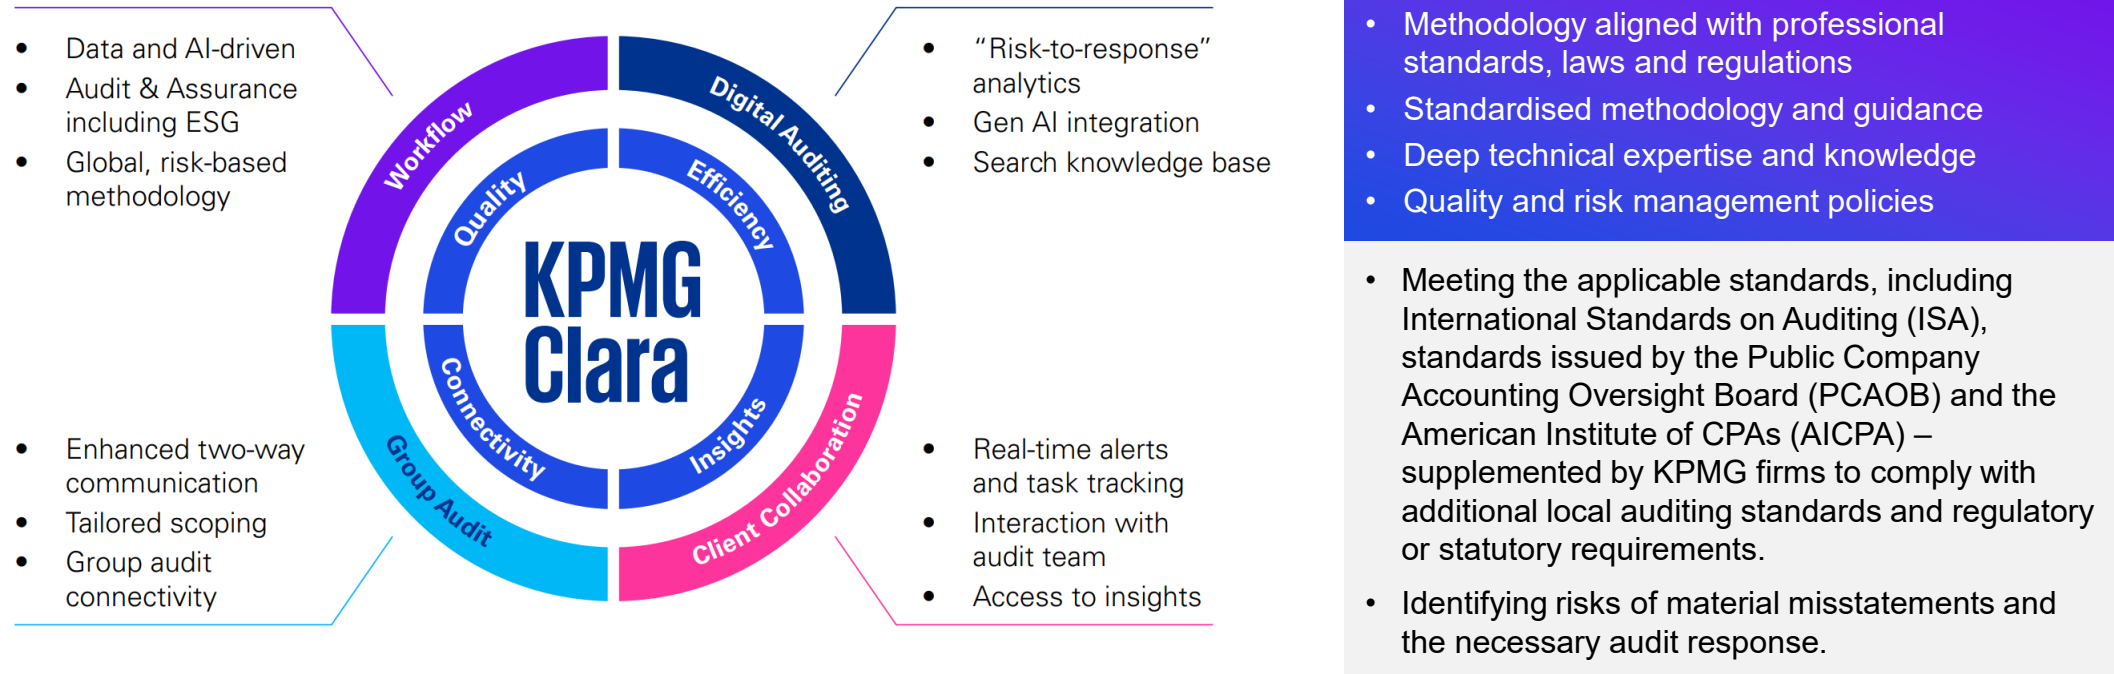 • Data and AI-driven
• Audit & Assurance
including ESG
• Global, risk-based
methodology
Workflow
Digital Auditing
• “Risk-to-response”
analytics
• Gen AI integration
• Search knowledge base
Quality
Efficiency
KPMG
Clara
Connectivity
Insights
Group Audit
Client Collaboration
• Enhanced two-way
communication
• Tailored scoping
• Group audit
connectivity
• Real-time alerts
and task tracking
• Interaction with
audit team
• Access to insights
• Methodology aligned with professional
standards, laws and regulations
• Standardised methodology and guidance
• Deep technical expertise and knowledge
• Quality and risk management policies
• Meeting the applicable standards, including
International Standards on Auditing (ISA),
standards issued by the Public Company
Accounting Oversight Board (PCAOB) and the
American Institute of CPAs (AICPA) –
supplemented by KPMG firms to comply with
additional local auditing standards and regulatory
or statutory requirements.
• Identifying risks of material misstatements and
the necessary audit response.